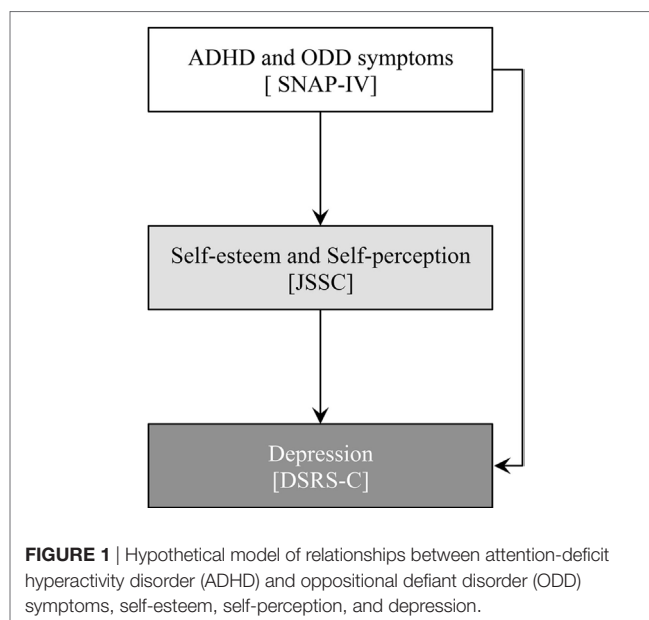 ADHD and ODD symptoms
[ SNAP-IV]
Self-esteem and Self-perception
[JSSC]
Depression
[DSRS-C]
FIGURE 1 | Hypothetical model of relationships between attention-deficit
hyperactivity disorder (ADHD) and oppositional defiant disorder (ODD)
symptoms, self-esteem, self-perception, and depression.